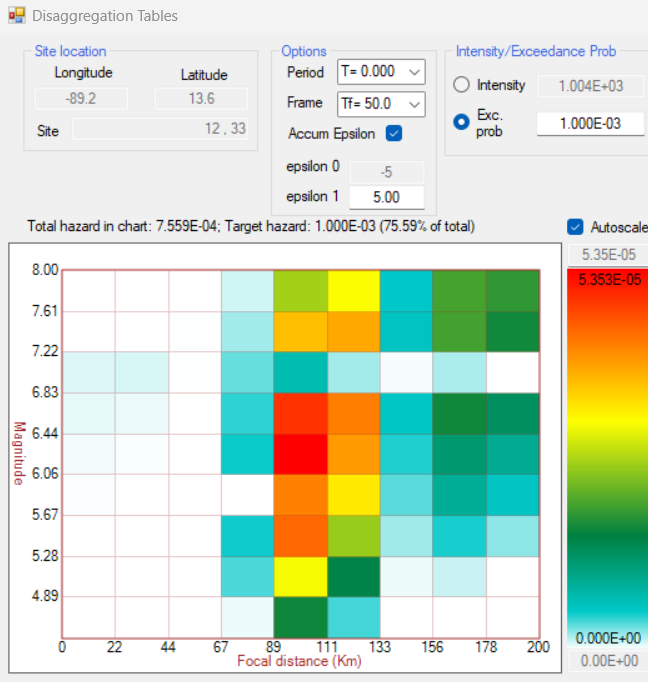 Disaggregation Tables
Site location
Longitude
Latitude
-89.2
13.6
Site
12 , 33
Options
Period
T= 0.000
Frame
Tf= 50.0
Accum Epsilon
epsilon 0
-5
epsilon 1
5.00
Intensity/Exceedance Prob
Intensity
1.004E+03
Exc.
prob
1.000E-03
Total hazard in chart: 7.559E-04; Target hazard: 1.000E-03 (75.59% of total)
Autoscale
5.35E-05
5.353E-05
8.00
7.61
7.22
6.83
6.44
6.06
5.67
5.28
4.89
Magnitude
0 22 44 67 89 111 133 156 178 200
Focal distance (Km)
0.000E+00
0.00E+00